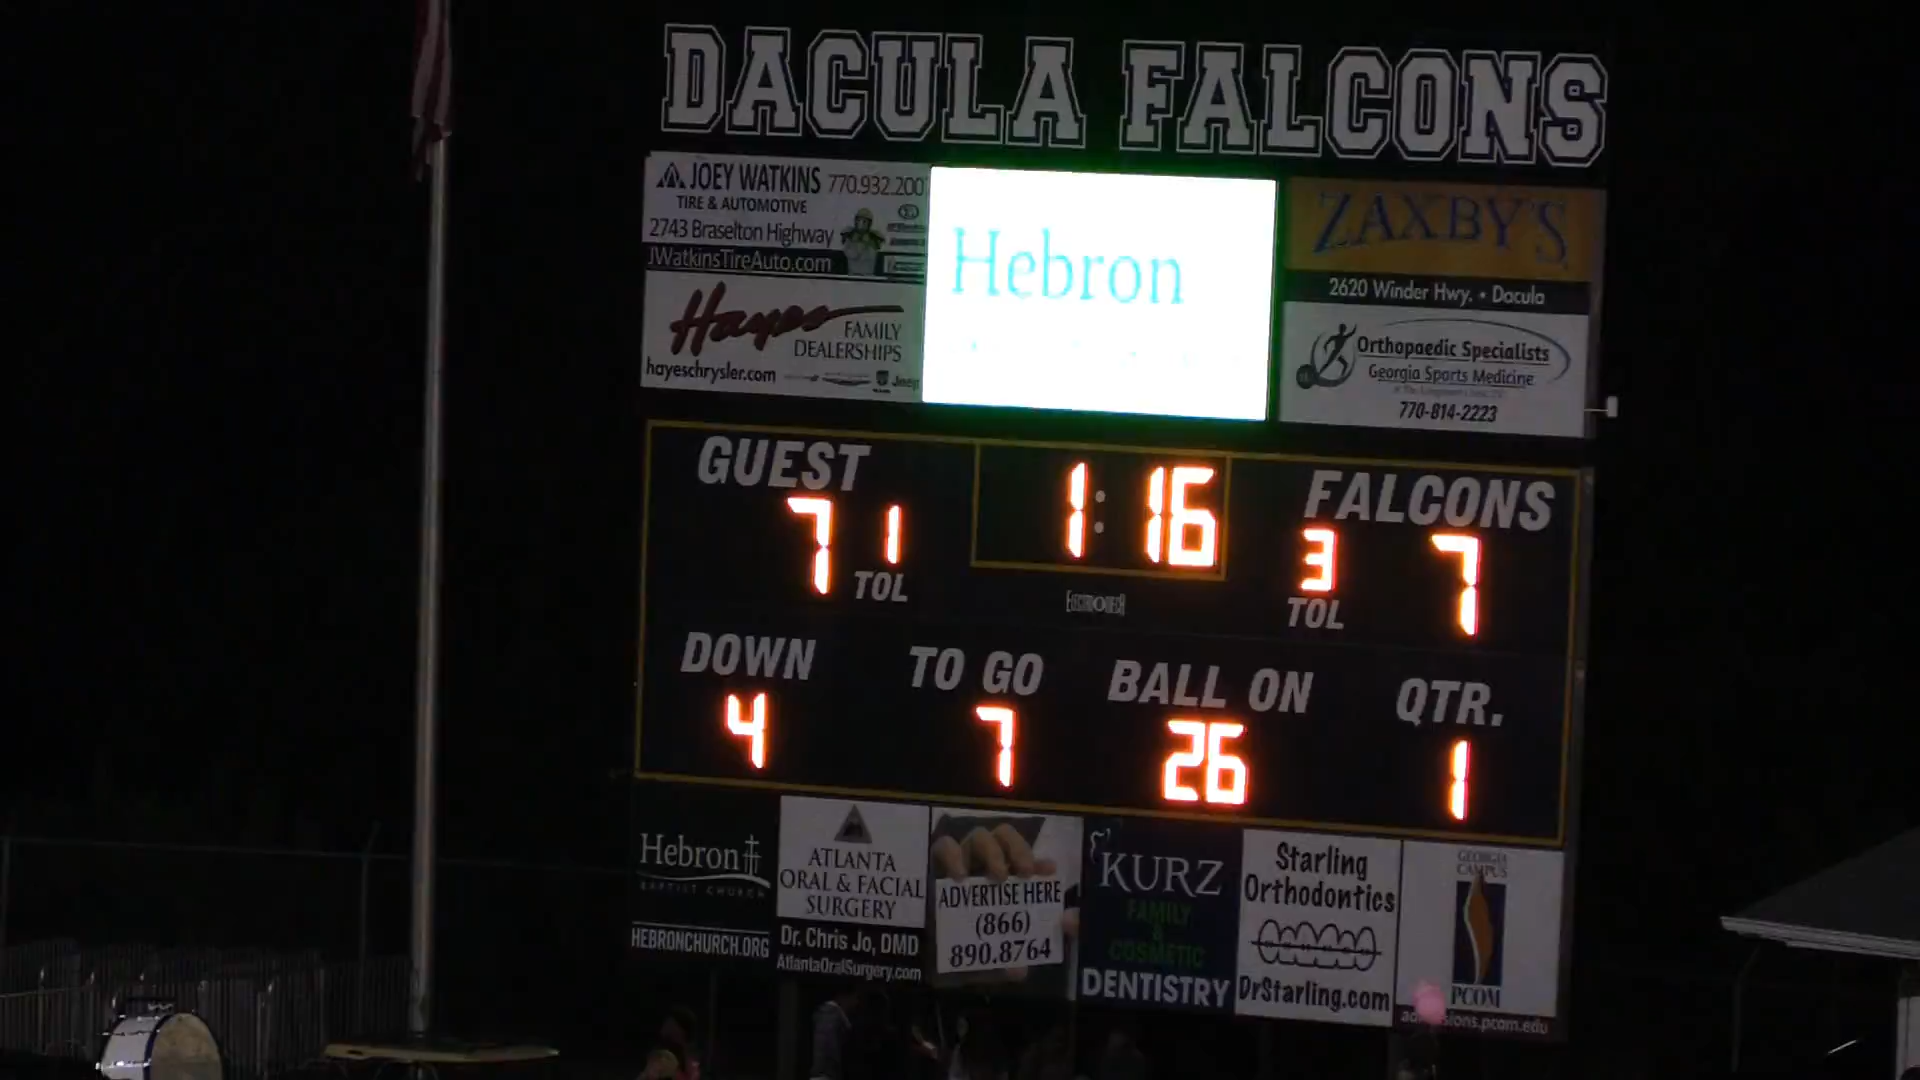 DACULA FALCONS
JOEY WATKINS 770.932.200
TIRE & AUTOMOTIVE
2743 Braselton Highway
JWatkinsTireAuto.com
Hayes
FAMILY
DEALERSHIPS
hayeschrysler.com
Jeep
Hebron
ZAXBY'S
2620 Winder Hwy. • Dacula
Orthopaedic Specialists
Georgia Sports Medicine
770-814-2223
GUEST
7 1
TOL
1:16
FALCONS
3 7
TOL
DOWN TO GO BALL ON QTR.
4 7 26 1
Hebron
BAPTIST CHURCH
HEBRONCHURCH.ORG
ATLANTA
ORAL & FACIAL
SURGERY
Dr. Chris Jo, DMD
AtlantaOralSurgery.com
ADVERTISE HERE
(866)
890.8764
KURZ
FAMILY
&
COSMETIC
DENTISTRY
Starling
Orthodontics
DrStarling.com
GEORGIA
CAMPUS
PCOM